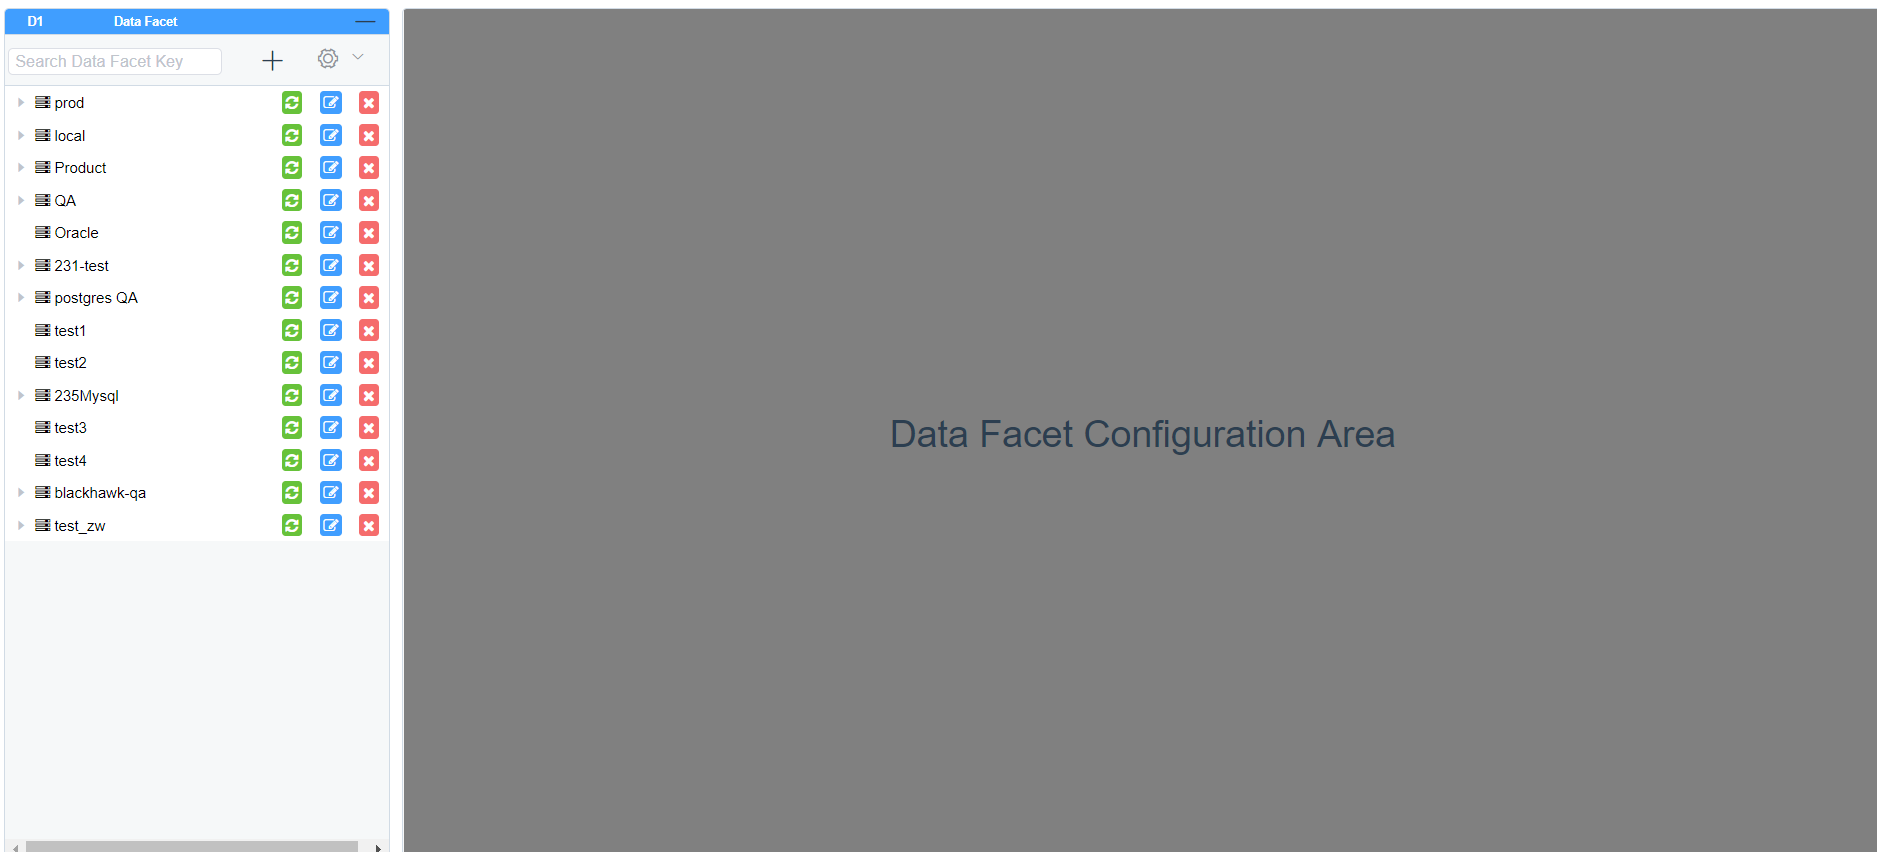 D1 Data Facet
Search Data Facet Key
prod
local
Product
QA
Oracle
231-test
postgres QA
test1
test2
235Mysql
test3
test4
blackhawk-qa
test_zw
Data Facet Configuration Area